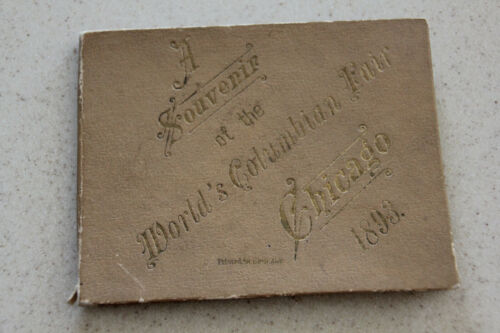 A
Souvenir
of the
World's Columbian Fair
Chicago
1893.